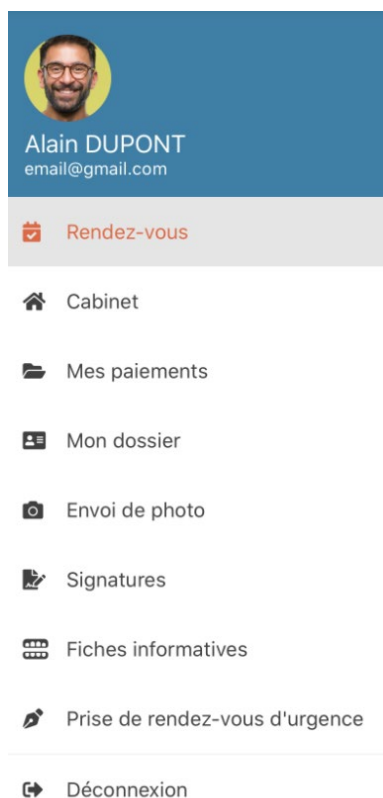 Alain DUPONT
email@gmail.com
Rendez-vous
Cabinet
Mes paiements
Mon dossier
Envoi de photo
Signatures
Fiches informatives
Prise de rendez-vous d'urgence
Déconnexion